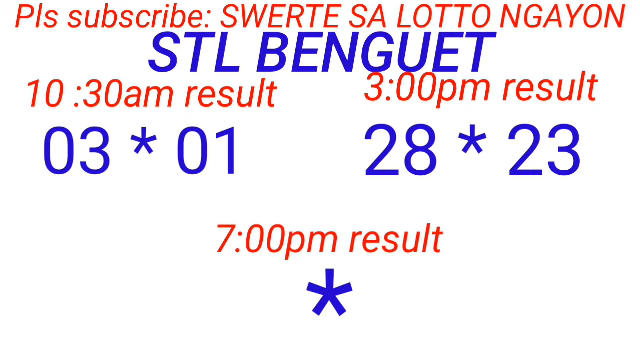 Pls subscribe: SWERTE SA LOTTO NGAYON
STL BENGUET
10 :30am result
3:00pm result
03 * 01
28 * 23
7:00pm result
*